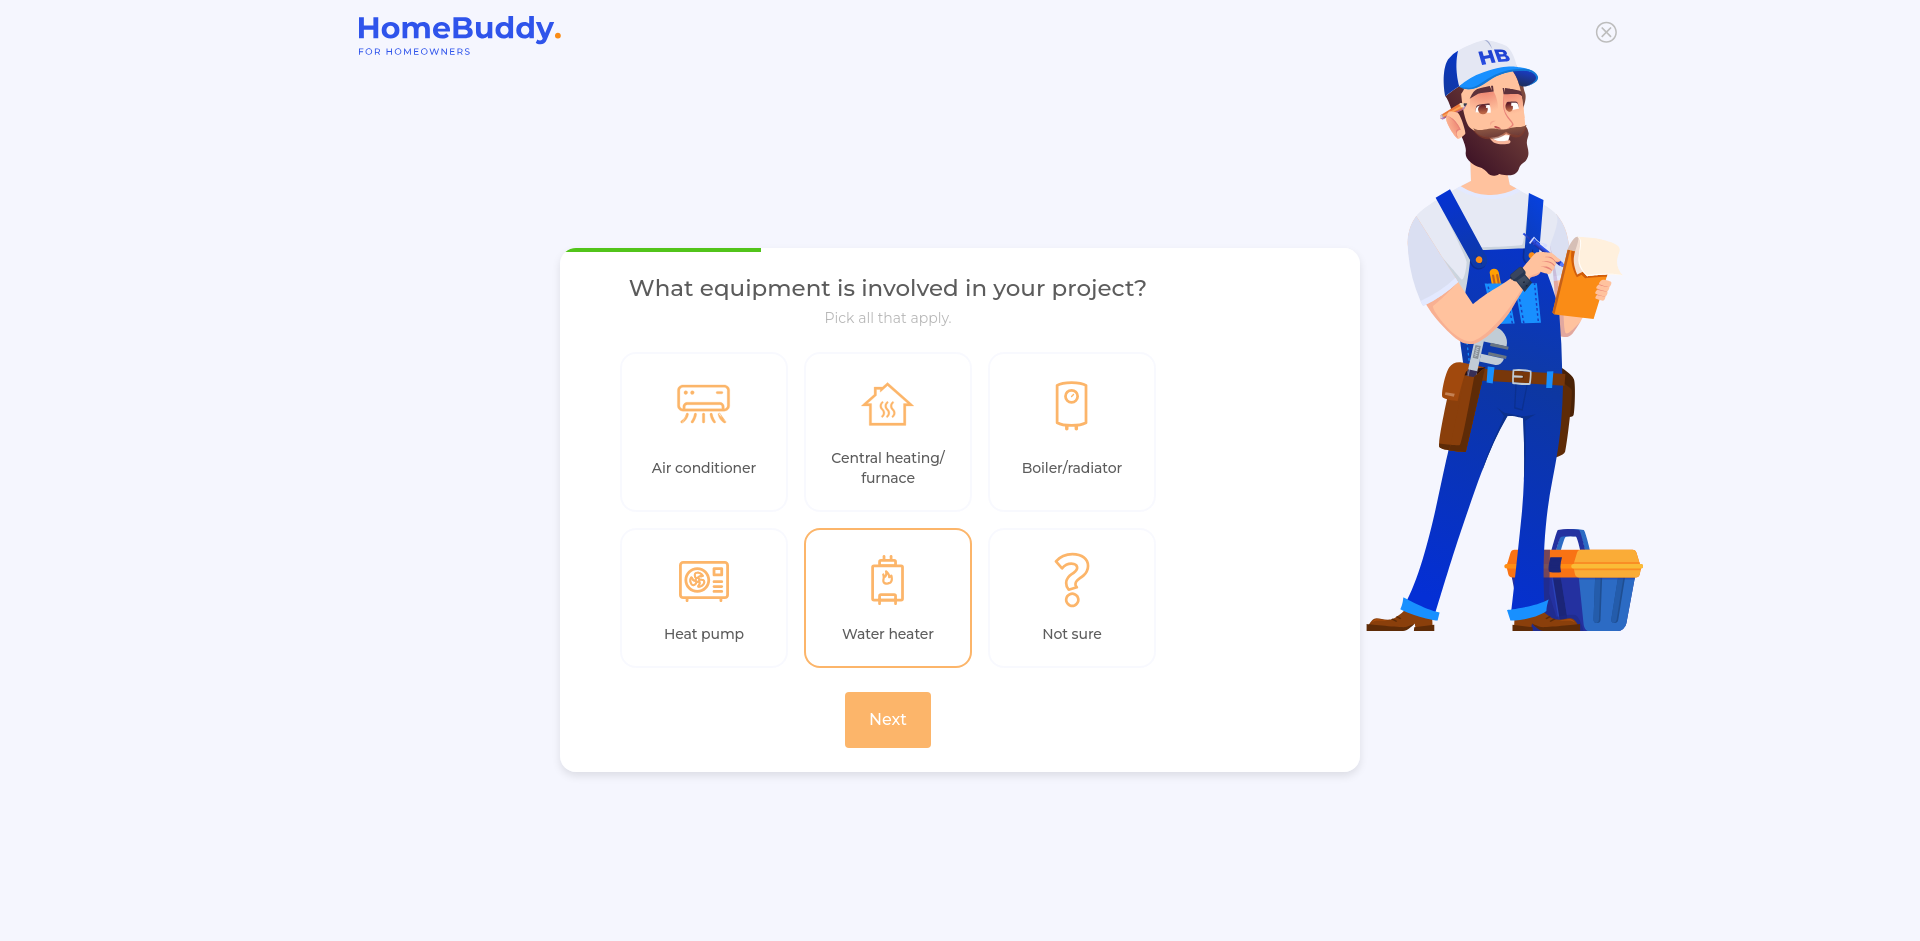 HomeBuddy.
FOR HOMEOWNERS
HB
What equipment is involved in your project?
Pick all that apply.
Air conditioner
Central heating/
furnace
Boiler/radiator
Heat pump
Water heater
Not sure
Next